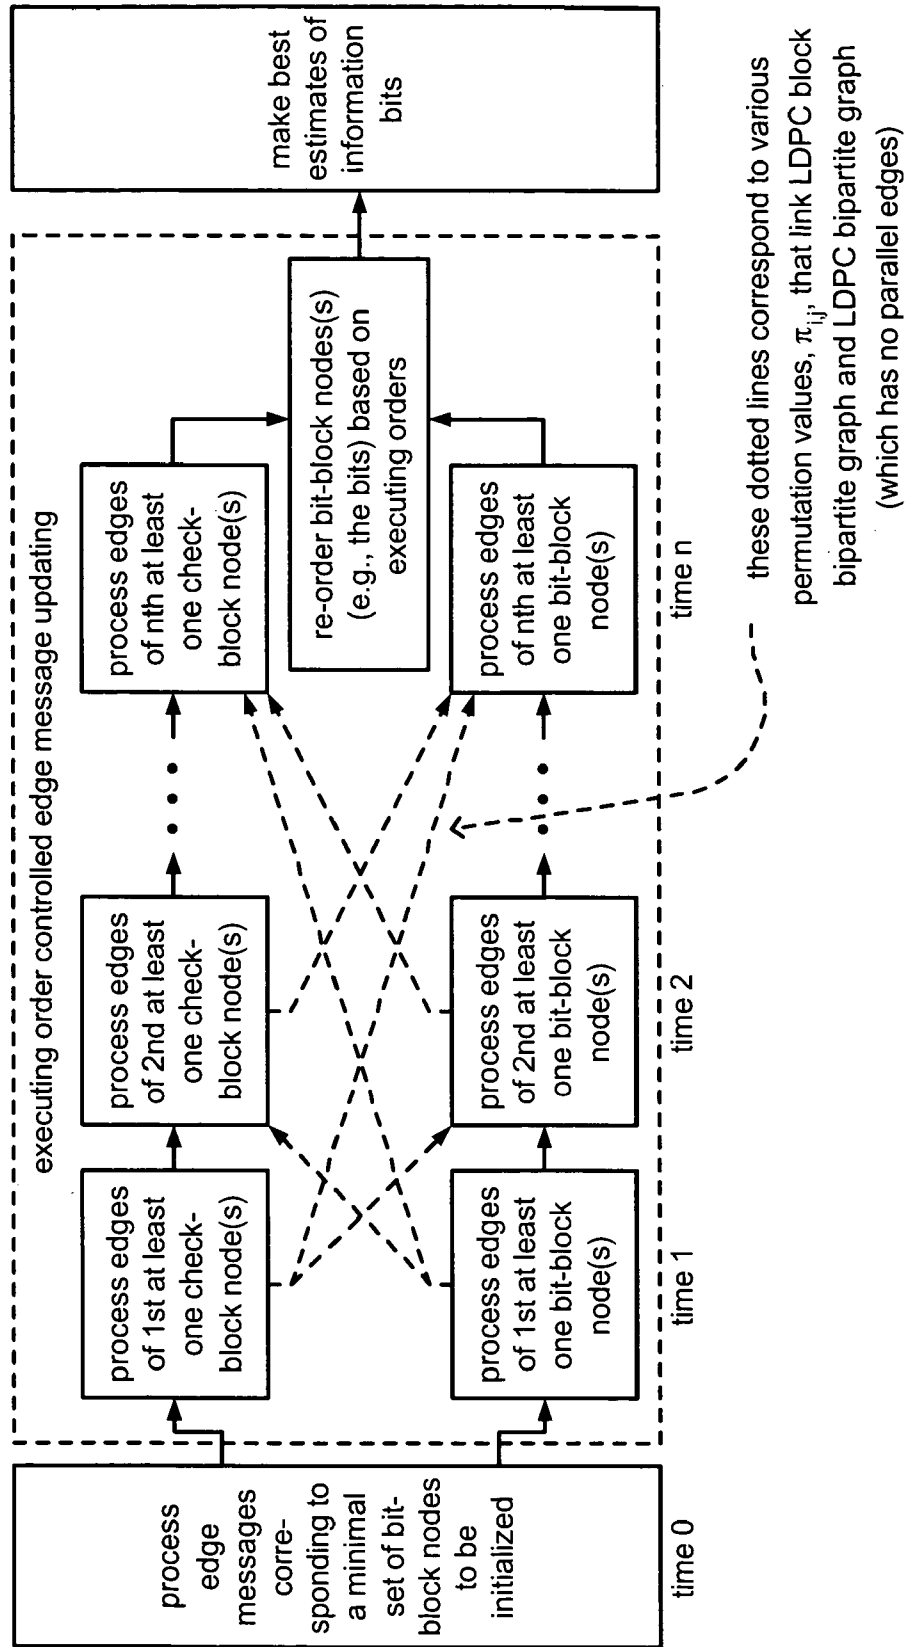 executing order controlled edge message updating
process
edge
messages
corre-
sponding to
a minimal
set of bit-
block nodes
to be
initialized
time 0
process edges
of 1st at least
one check-
block node(s)
process edges
of 1st at least
one bit-block
node(s)
time 1
process edges
of 2nd at least
one check-
block node(s)
process edges
of 2nd at least
one bit-block
node(s)
time 2
process edges
of nth at least
one check-
block node(s)
re-order bit-block nodes(s)
(e.g., the bits) based on
executing orders
process edges
of nth at least
one bit-block
node(s)
time n
make best
estimates of
information
bits
these dotted lines correspond to various
permutation values, π_{i,j}, that link LDPC block
bipartite graph and LDPC bipartite graph
(which has no parallel edges)